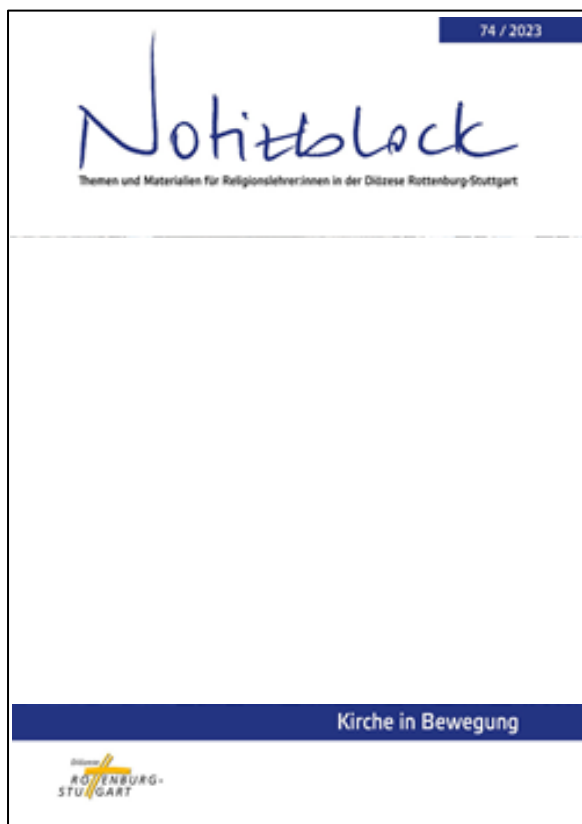 74 / 2023
Notizblock
Themen und Materialien für Religionslehrer:innen in der Diözese Rottenburg-Stuttgart
Kirche in Bewegung
Diözese
ROTTENBURG-
STUTTGART